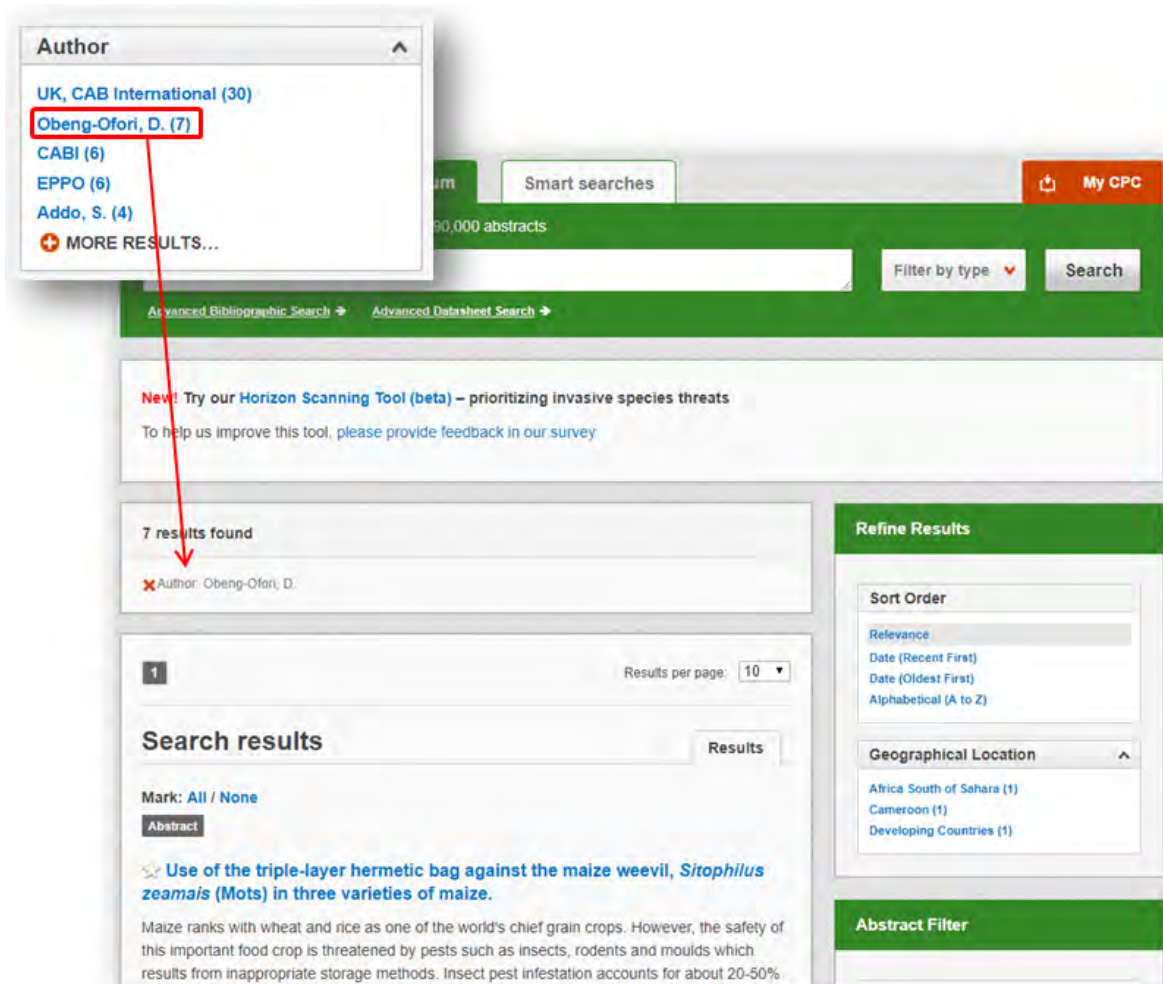 Author
UK, CAB International (30)
Obeng-Ofori, D. (7)
CABI (6)
EPPO (6)
Addo, S. (4)
MORE RESULTS...
um
Smart searches
My CPC
90,000 abstracts
Filter by type
Search
Advanced Bibliographic Search
Advanced Datasheet Search
New! Try our Horizon Scanning Tool (beta) – prioritizing invasive species threats
To help us improve this tool, please provide feedback in our survey
7 results found
Author: Obeng-Ofori, D.
1
Results per page: 10
Search results
Results
Mark: All / None
Abstract
Use of the triple-layer hermetic bag against the maize weevil, Sitophilus
zeamais (Mots) in three varieties of maize.
Maize ranks with wheat and rice as one of the world's chief grain crops. However, the safety of
this important food crop is threatened by pests such as insects, rodents and moulds which
results from inappropriate storage methods. Insect pest infestation accounts for about 20-50%
Refine Results
Sort Order
Relevance
Date (Recent First)
Date (Oldest First)
Alphabetical (A to Z)
Geographical Location
Africa South of Sahara (1)
Cameroon (1)
Developing Countries (1)
Abstract Filter